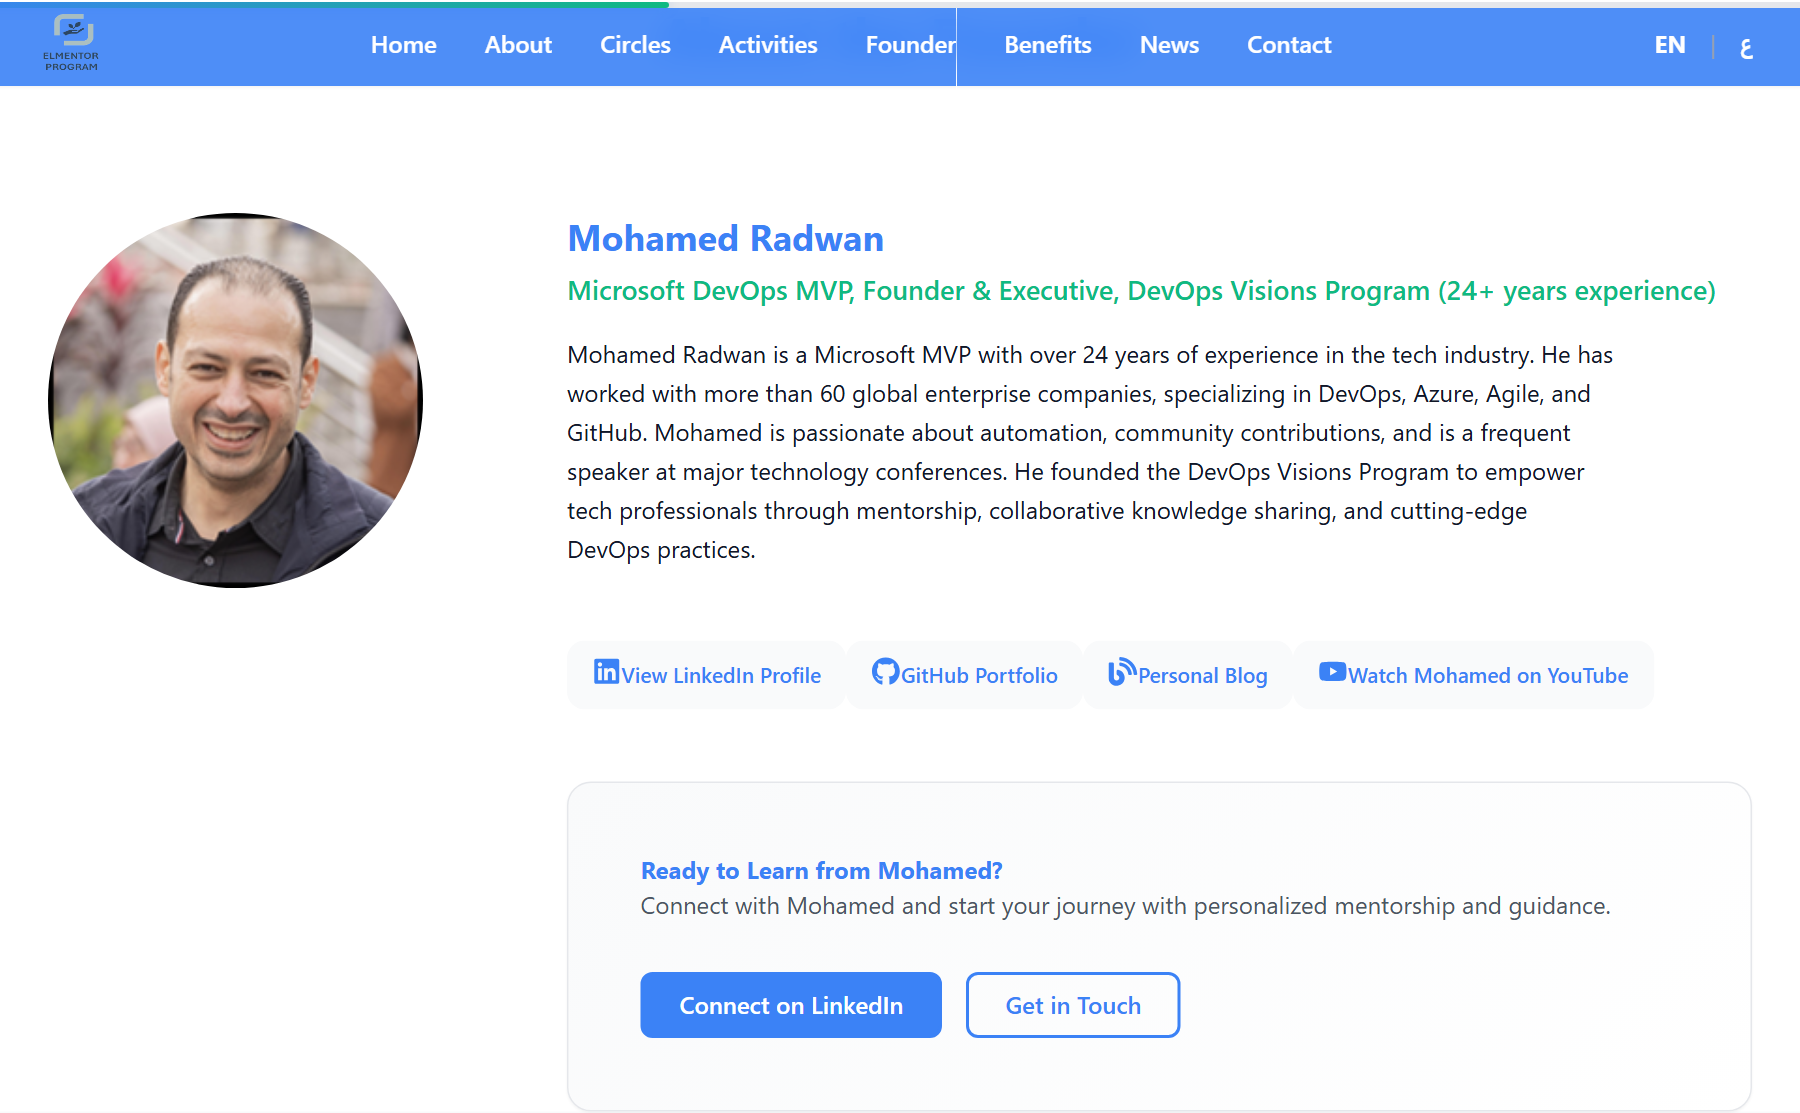 ELMENTOR
PROGRAM
Home About Circles Activities Founder Benefits News Contact EN | ع
Mohamed Radwan
Microsoft DevOps MVP, Founder & Executive, DevOps Visions Program (24+ years experience)
Mohamed Radwan is a Microsoft MVP with over 24 years of experience in the tech industry. He has
worked with more than 60 global enterprise companies, specializing in DevOps, Azure, Agile, and
GitHub. Mohamed is passionate about automation, community contributions, and is a frequent
speaker at major technology conferences. He founded the DevOps Visions Program to empower
tech professionals through mentorship, collaborative knowledge sharing, and cutting-edge
DevOps practices.
View LinkedIn Profile GitHub Portfolio Personal Blog Watch Mohamed on YouTube
Ready to Learn from Mohamed?
Connect with Mohamed and start your journey with personalized mentorship and guidance.
Connect on LinkedIn Get in Touch